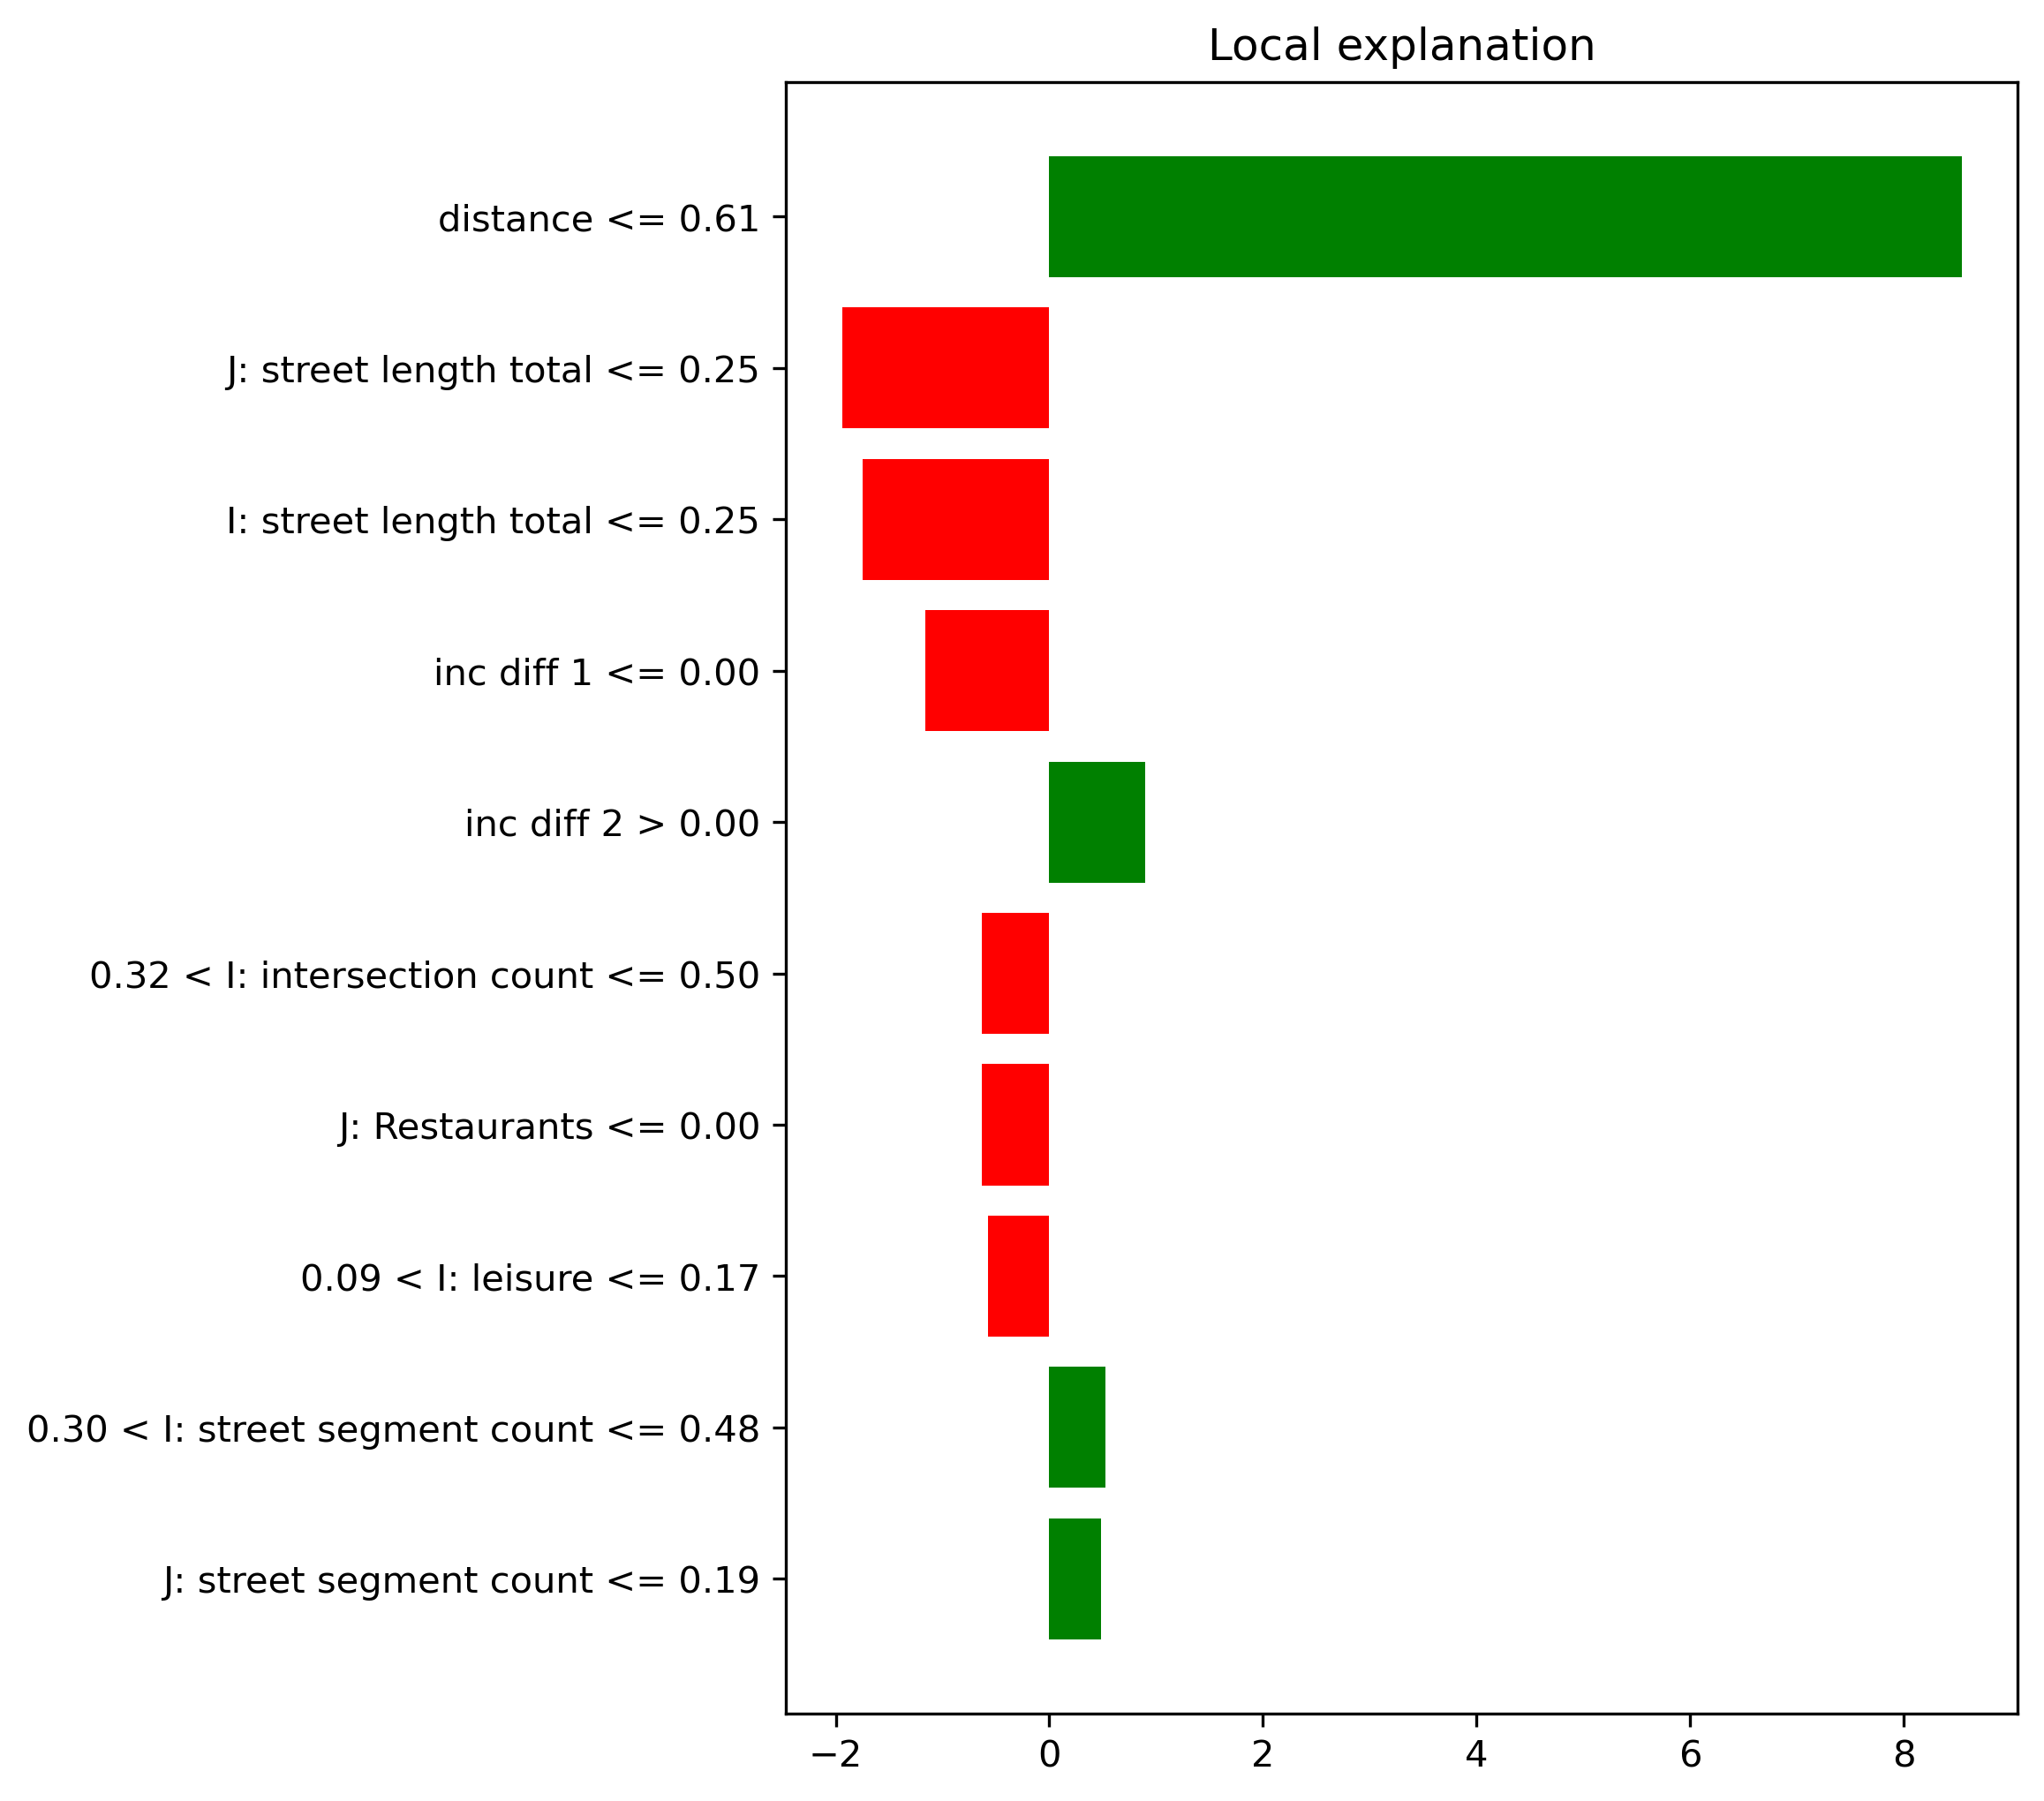 Local explanation
distance <= 0.61
J: street length total <= 0.25
I: street length total <= 0.25
inc diff 1 <= 0.00
inc diff 2 > 0.00
0.32 < I: intersection count <= 0.50
J: Restaurants <= 0.00
0.09 < I: leisure <= 0.17
0.30 < I: street segment count <= 0.48
J: street segment count <= 0.19
−2 0 2 4 6 8